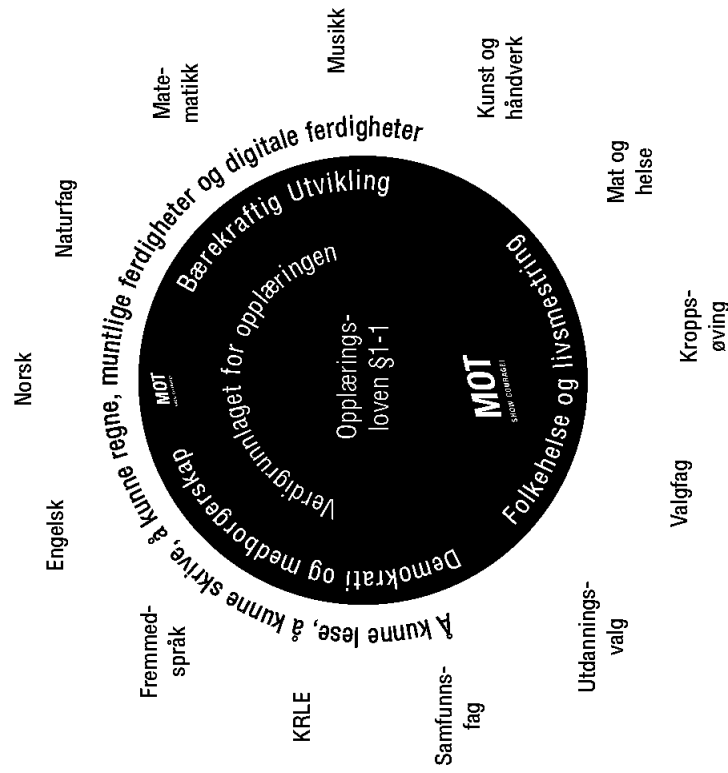 Norsk
Naturfag
Mate-
matikk
Musikk
Kunst og
håndverk
Mat og
helse
Kropps-
øving
Valgfag
Utdannings-
valg
Samfunns-
fag
KRLE
Fremmed-
språk
Engelsk
Å kunne lese, å kunne skrive, å kunne regne, muntlige ferdigheter og digitale ferdigheter
MOT
Demokrati og medborgerskap
Bærekraftig Utvikling
Verdigrunnlaget for opplæringen
Opplærings-
loven §1-1
MOT
SHOW COURAGE!
Folkehelse og livsmestring